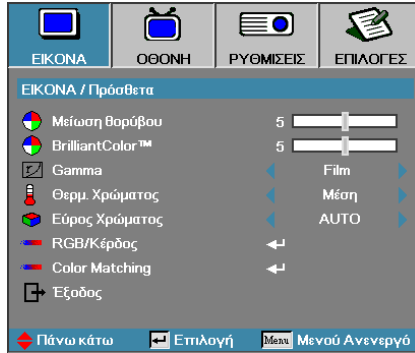 ΕΙΚΟΝΑ ΟΘΟΝΗ ΡΥΘΜΙΣΕΙΣ ΕΠΙΛΟΓΕΣ
ΕΙΚΟΝΑ / Πρόσθετα
Μείωση θορύβου 5
BrilliantColor™ 5
Gamma Film
Θερμ. Χρώματος Μέση
Εύρος Χρώματος AUTO
RGB/Κέρδος
Color Matching
Έξοδος
Πάνω κάτω Επιλογή Menu Μενού Ανενεργό